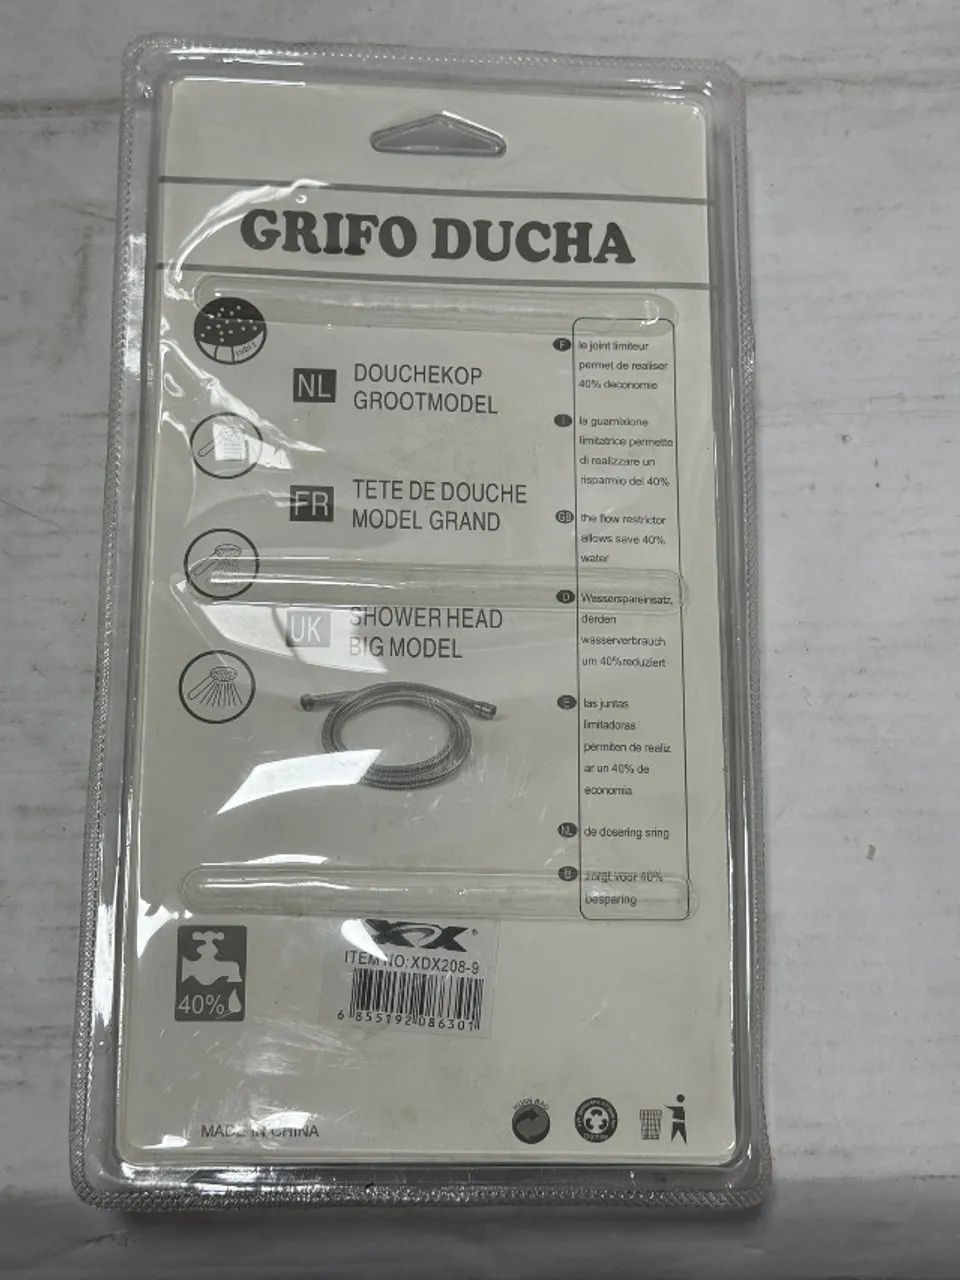 GRIFO DUCHA
NL
DOUCHEKOP
GROOTMODEL
FR
TETE DE DOUCHE
MODEL GRAND
UK
SHOWER HEAD
BIG MODEL
F
le joint limiteur
permet de realiser
40% deconomie
I
la guarnixione
limitatrice permette
di realizzare un
risparmio del 40%
GB
the flow restrictor
allows save 40%
water
D
Wasserspareinsatz,
derden
wasserverbrauch
um 40%reduziert
E
las juntas
limitadoras
permiten de realiz
ar un 40% de
economia
NL
de dosering sring
B
zorgt voor 40%
besparing
40%
XDX®
ITEM NO:XDX208-9
6 855192 086301
MADE IN CHINA